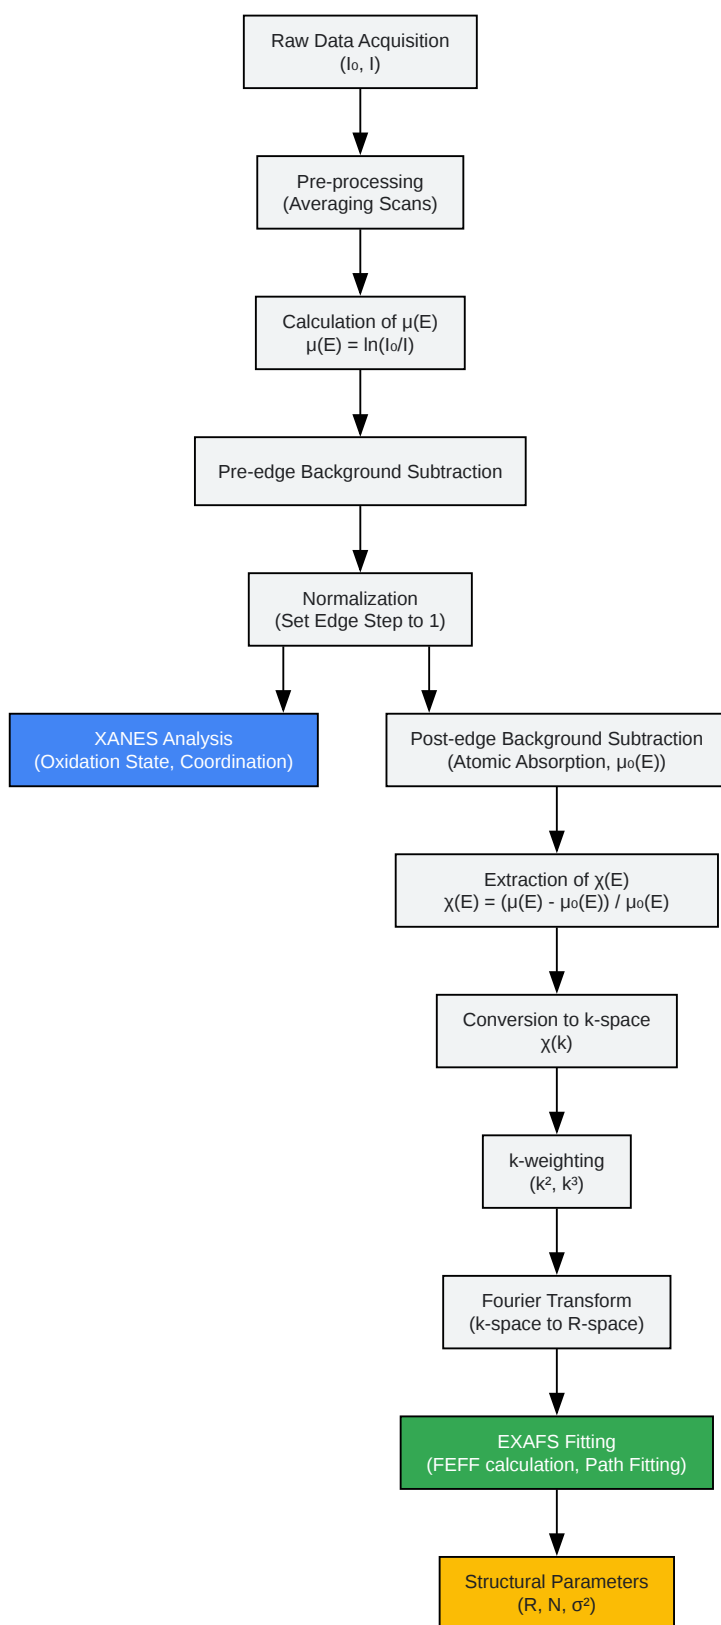 Raw Data Acquisition
(I₀, I)
Pre-processing
(Averaging Scans)
Calculation of μ(E)
μ(E) = ln(I₀/I)
Pre-edge Background Subtraction
Normalization
(Set Edge Step to 1)
XANES Analysis
(Oxidation State, Coordination)
Post-edge Background Subtraction
(Atomic Absorption, μ₀(E))
Extraction of χ(E)
χ(E) = (μ(E) - μ₀(E)) / μ₀(E)
Conversion to k-space
χ(k)
k-weighting
(k², k³)
Fourier Transform
(k-space to R-space)
EXAFS Fitting
(FEFF calculation, Path Fitting)
Structural Parameters
(R, N, σ²)